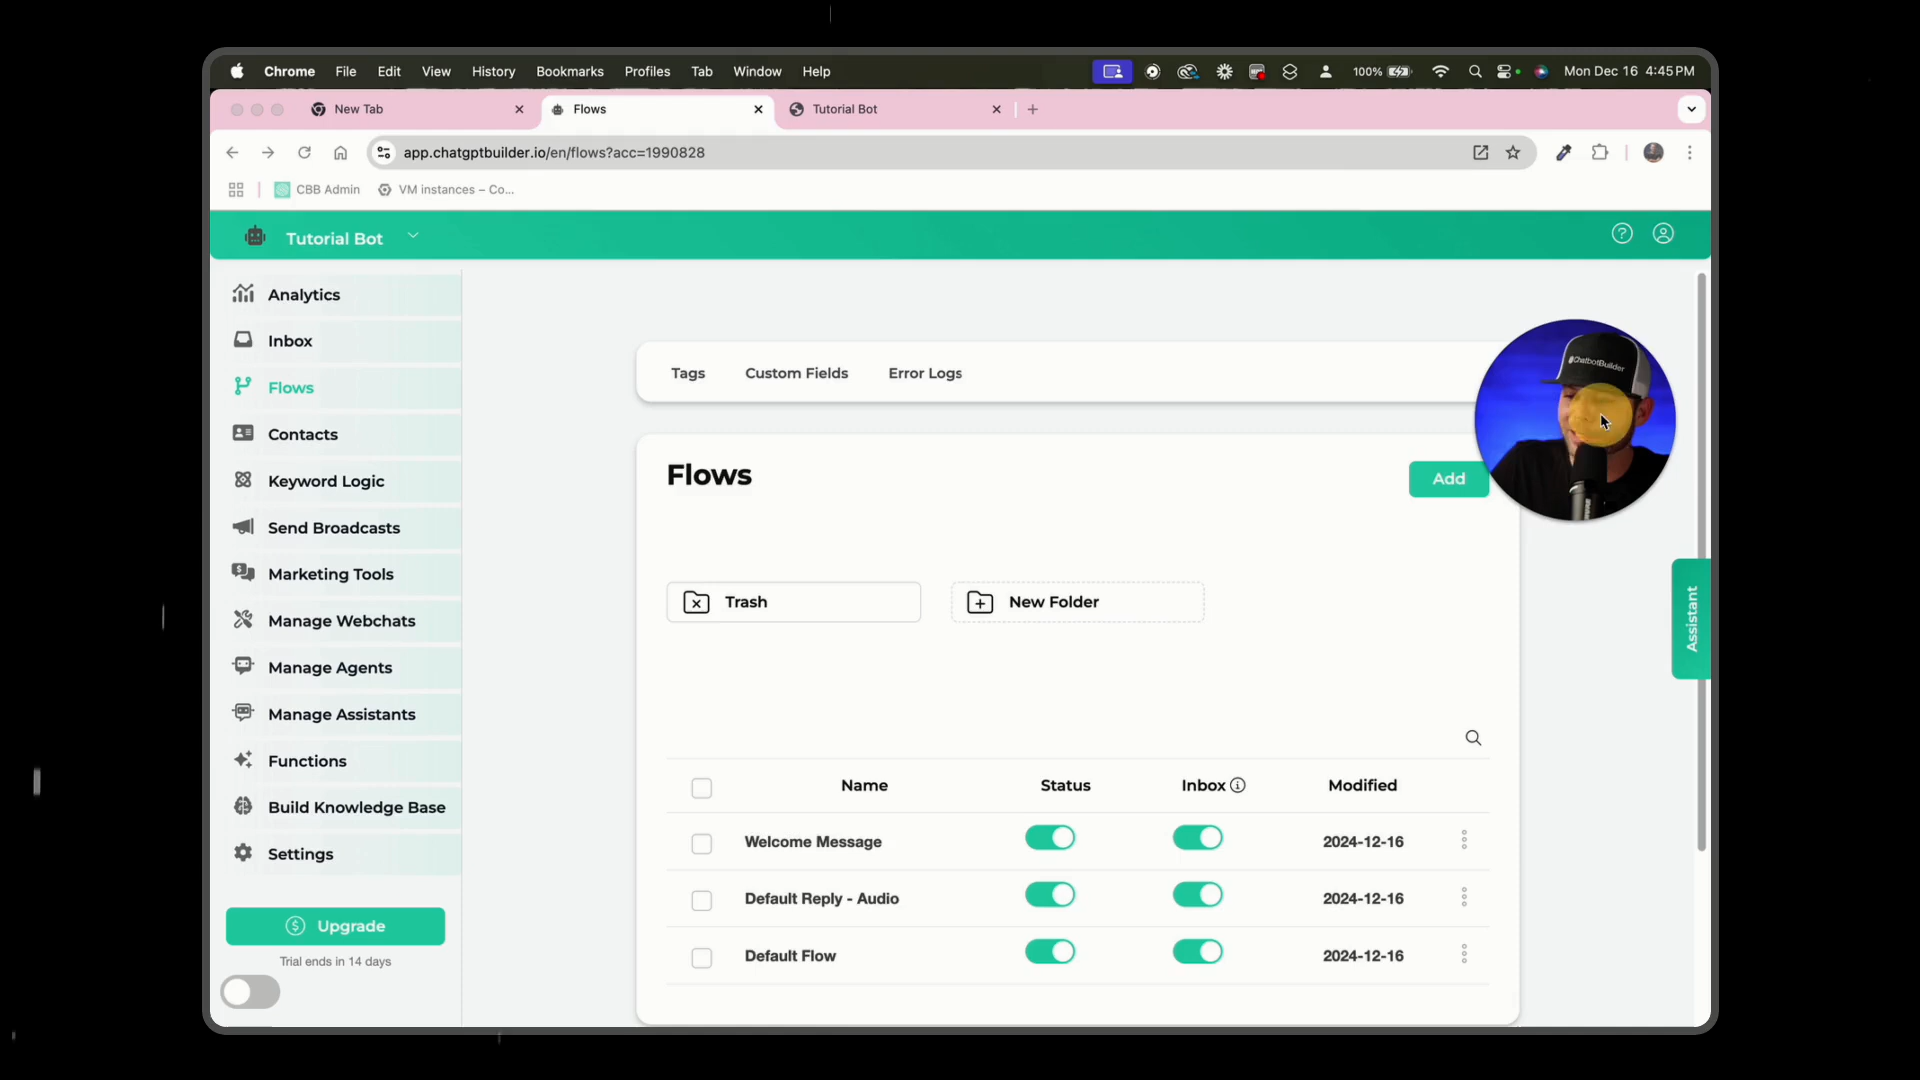 Chrome File Edit View History Bookmarks Profiles Tab Window Help 100% Mon Dec 16 4:45 PM
New Tab Flows Tutorial Bot
app.chatgptbuilder.io/en/flows?acc=1990828
CBB Admin VM instances – Co...
Tutorial Bot
Analytics
Inbox
Flows
Contacts
Keyword Logic
Send Broadcasts
Marketing Tools
Manage Webchats
Manage Agents
Manage Assistants
Functions
Build Knowledge Base
Settings
Upgrade
Trial ends in 14 days
Tags Custom Fields Error Logs
#ChatbotBuilder
Flows
Add
Trash New Folder
Assistant
Name Status Inbox Modified
Welcome Message 2024-12-16
Default Reply - Audio 2024-12-16
Default Flow 2024-12-16